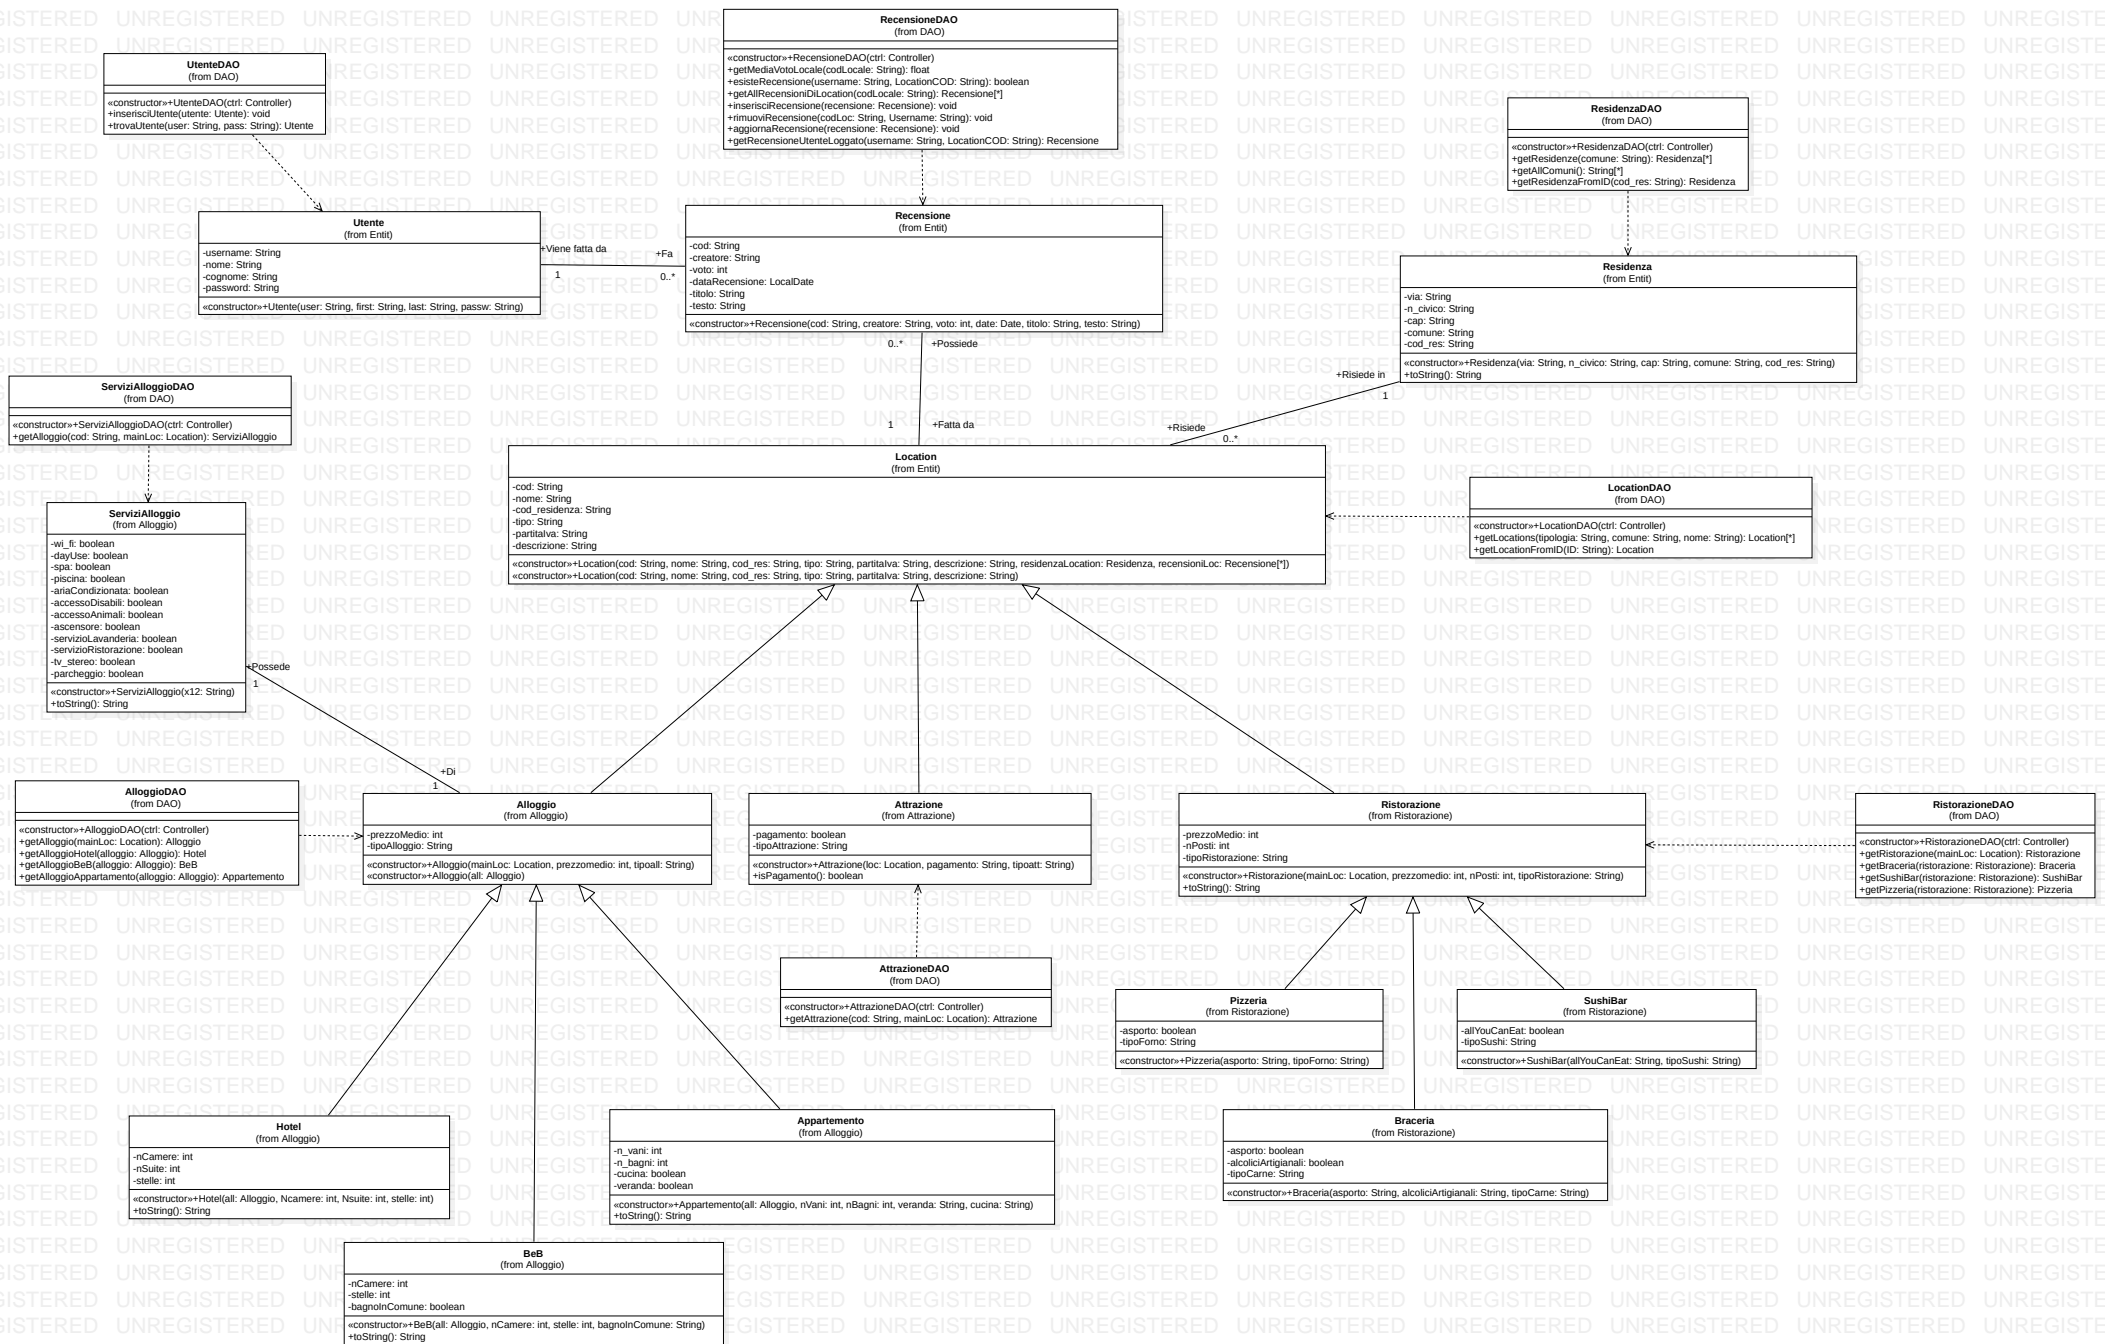 RecensioneDAO
(from DAO)
«constructor»+RecensioneDAO(ctrl: Controller)
+getMediaVotoLocale(codLocale: String): float
+esisteRecensione(username: String, LocationCOD: String): boolean
+getAllRecensioniDiLocation(codLocale: String): Recensione[*]
+inserisciRecensione(recensione: Recensione): void
+rimuoviRecensione(codLoc: String, Username: String): void
+aggiornaRecensione(recensione: Recensione): void
+getRecensioneUtenteLoggato(username: String, LocationCOD: String): Recensione
UtenteDAO
(from DAO)
«constructor»+UtenteDAO(ctrl: Controller)
+inserisciUtente(utente: Utente): void
+trovaUtente(user: String, pass: String): Utente
ResidenzaDAO
(from DAO)
«constructor»+ResidenzaDAO(ctrl: Controller)
+getResidenze(comune: String): Residenza[*]
+getAllComuni(): String[*]
+getResidenzaFromID(cod_res: String): Residenza
Utente
(from Entit)
-username: String
-nome: String
-cognome: String
-password: String
«constructor»+Utente(user: String, first: String, last: String, passw: String)
+Viene fatta da
1
+Fa
0..*
Recensione
(from Entit)
-cod: String
-creatore: String
-voto: int
-dataRecensione: LocalDate
-titolo: String
-testo: String
«constructor»+Recensione(cod: String, creatore: String, voto: int, date: Date, titolo: String, testo: String)
Residenza
(from Entit)
-via: String
-n_civico: String
-cap: String
-comune: String
-cod_res: String
«constructor»+Residenza(via: String, n_civico: String, cap: String, comune: String, cod_res: String)
+toString(): String
0..*
+Possiede
1
+Fatta da
+Risiede in
1
+Risiede
0..*
ServiziAlloggioDAO
(from DAO)
«constructor»+ServiziAlloggioDAO(ctrl: Controller)
+getAlloggio(cod: String, mainLoc: Location): ServiziAlloggio
Location
(from Entit)
-cod: String
-nome: String
-cod_residenza: String
-tipo: String
-partitaIva: String
-descrizione: String
«constructor»+Location(cod: String, nome: String, cod_res: String, tipo: String, partitaIva: String, descrizione: String, residenzaLocation: Residenza, recensioniLoc: Recensione[*])
«constructor»+Location(cod: String, nome: String, cod_res: String, tipo: String, partitaIva: String, descrizione: String)
LocationDAO
(from DAO)
«constructor»+LocationDAO(ctrl: Controller)
+getLocations(tipologia: String, comune: String, nome: String): Location[*]
+getLocationFromID(ID: String): Location
ServiziAlloggio
(from Alloggio)
-wi_fi: boolean
-dayUse: boolean
-spa: boolean
-piscina: boolean
-ariaCondizionata: boolean
-accessoDisabili: boolean
-accessoAnimali: boolean
-ascensore: boolean
-servizioLavanderia: boolean
-servizioRistorazione: boolean
-tv_stereo: boolean
-parcheggio: boolean
«constructor»+ServiziAlloggio(x12: String)
+toString(): String
+Possede
1
+Di
1
AlloggioDAO
(from DAO)
«constructor»+AlloggioDAO(ctrl: Controller)
+getAlloggio(mainLoc: Location): Alloggio
+getAlloggioHotel(alloggio: Alloggio): Hotel
+getAlloggioBeB(alloggio: Alloggio): BeB
+getAlloggioAppartamento(alloggio: Alloggio): Appartemento
Alloggio
(from Alloggio)
-prezzoMedio: int
-tipoAlloggio: String
«constructor»+Alloggio(mainLoc: Location, prezzomedio: int, tipoall: String)
«constructor»+Alloggio(all: Alloggio)
Attrazione
(from Attrazione)
-pagamento: boolean
-tipoAttrazione: String
«constructor»+Attrazione(loc: Location, pagamento: String, tipoatt: String)
+isPagamento(): boolean
Ristorazione
(from Ristorazione)
-prezzoMedio: int
-nPosti: int
-tipoRistorazione: String
«constructor»+Ristorazione(mainLoc: Location, prezzomedio: int, nPosti: int, tipoRistorazione: String)
+toString(): String
RistorazioneDAO
(from DAO)
«constructor»+RistorazioneDAO(ctrl: Controller)
+getRistorazione(mainLoc: Location): Ristorazione
+getBraceria(ristorazione: Ristorazione): Braceria
+getSushiBar(ristorazione: Ristorazione): SushiBar
+getPizzeria(ristorazione: Ristorazione): Pizzeria
AttrazioneDAO
(from DAO)
«constructor»+AttrazioneDAO(ctrl: Controller)
+getAttrazione(cod: String, mainLoc: Location): Attrazione
Pizzeria
(from Ristorazione)
-asporto: boolean
-tipoForno: String
«constructor»+Pizzeria(asporto: String, tipoForno: String)
SushiBar
(from Ristorazione)
-allYouCanEat: boolean
-tipoSushi: String
«constructor»+SushiBar(allYouCanEat: String, tipoSushi: String)
Hotel
(from Alloggio)
-nCamere: int
-nSuite: int
-stelle: int
«constructor»+Hotel(all: Alloggio, Ncamere: int, Nsuite: int, stelle: int)
+toString(): String
Appartemento
(from Alloggio)
-n_vani: int
-n_bagni: int
-cucina: boolean
-veranda: boolean
«constructor»+Appartemento(all: Alloggio, nVani: int, nBagni: int, veranda: String, cucina: String)
+toString(): String
Braceria
(from Ristorazione)
-asporto: boolean
-alcoliciArtigianali: boolean
-tipoCarne: String
«constructor»+Braceria(asporto: String, alcoliciArtigianali: String, tipoCarne: String)
BeB
(from Alloggio)
-nCamere: int
-stelle: int
-bagnoInComune: boolean
«constructor»+BeB(all: Alloggio, nCamere: int, stelle: int, bagnoInComune: String)
+toString(): String
UNREGISTERED